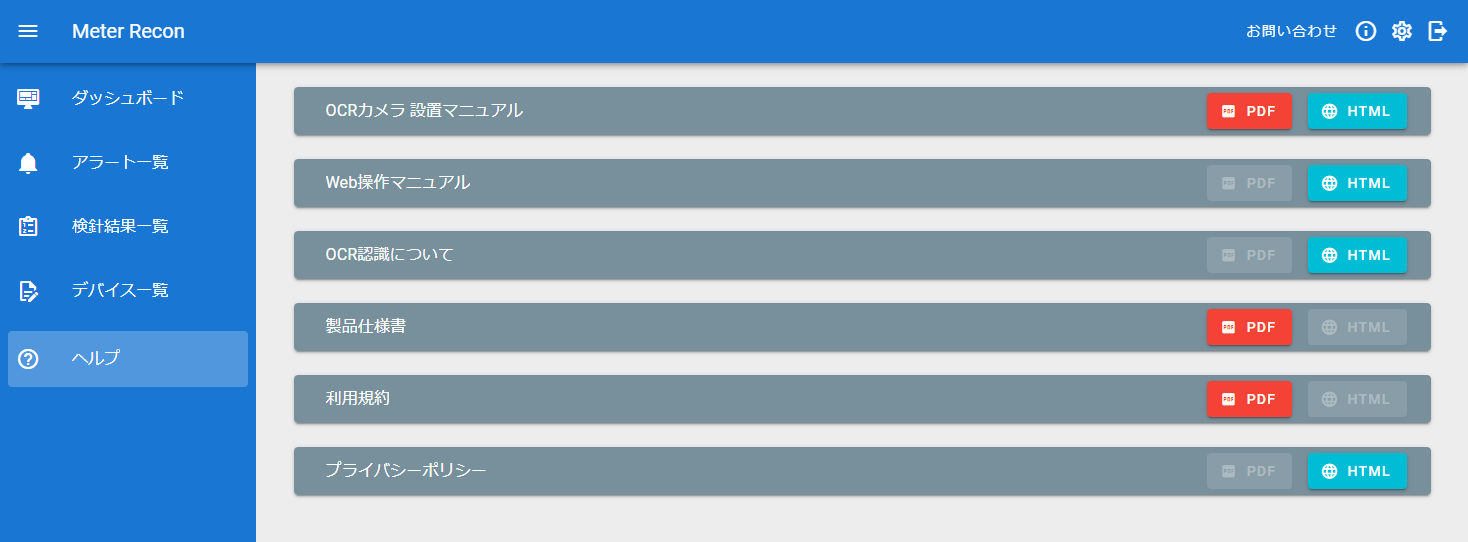 Meter Recon
お問い合わせ
ダッシュボード
アラート一覧
検針結果一覧
デバイス一覧
ヘルプ
OCRカメラ 設置マニュアル PDF HTML
Web操作マニュアル PDF HTML
OCR認識について PDF HTML
製品仕様書 PDF HTML
利用規約 PDF HTML
プライバシーポリシー PDF HTML